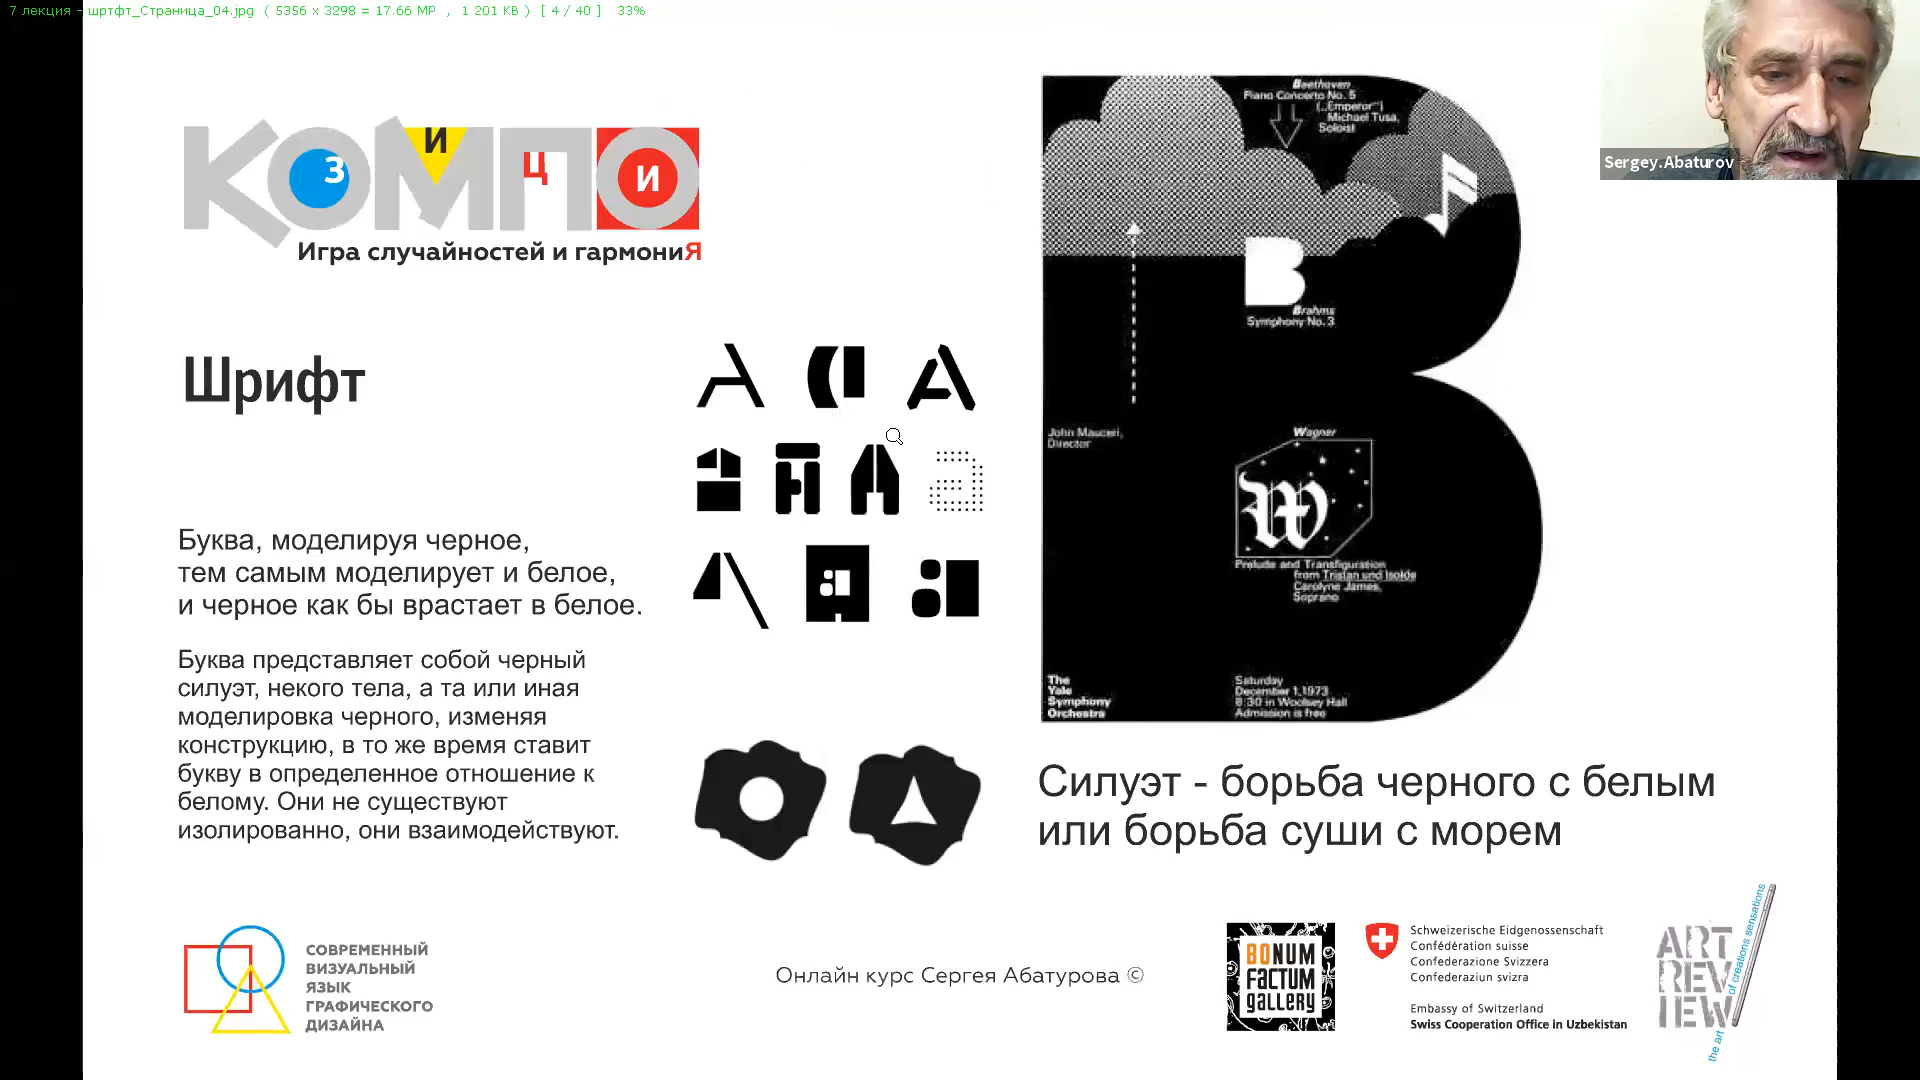 7 лекция - шртфт_Страница_04.jpg ( 5356 x 3298 = 17.66 MP , 1 201 KB ) [ 4 / 40 ] 33%
Sergey.Abaturov
КОМПО
З И Ц И
Игра случайностей и гармониЯ
Шрифт
Буква, моделируя черное,
тем самым моделирует и белое,
и черное как бы врастает в белое.
Буква представляет собой черный
силуэт, некого тела, а та или иная
моделировка черного, изменяя
конструкцию, в то же время ставит
букву в определенное отношение к
белому. Они не существуют
изолированно, они взаимодействуют.
Beethoven
Piano Concerto No. 5
("Emperor")
Michael Tusa,
Soloist
B
Brahms
Symphony No. 3
John Mauceri,
Director
Wagner
W
Prelude and Transfiguration
from Tristan und Isolde
Carolyne James,
Soprano
The
Yale
Symphony
Orchestra
Saturday
December 1,1973
8:30 in Woolsey Hall
Admission is free
Силуэт - борьба черного с белым
или борьба суши с морем
СОВРЕМЕННЫЙ
ВИЗУАЛЬНЫЙ
ЯЗЫК
ГРАФИЧЕСКОГО
ДИЗАЙНА
Онлайн курс Сергея Абатурова ©
BONUM
FACTUM
gallery
Schweizerische Eidgenossenschaft
Confédération suisse
Confederazione Svizzera
Confederaziun svizra
Embassy of Switzerland
Swiss Cooperation Office in Uzbekistan
ART
REV
IEW
the art of creations sensations